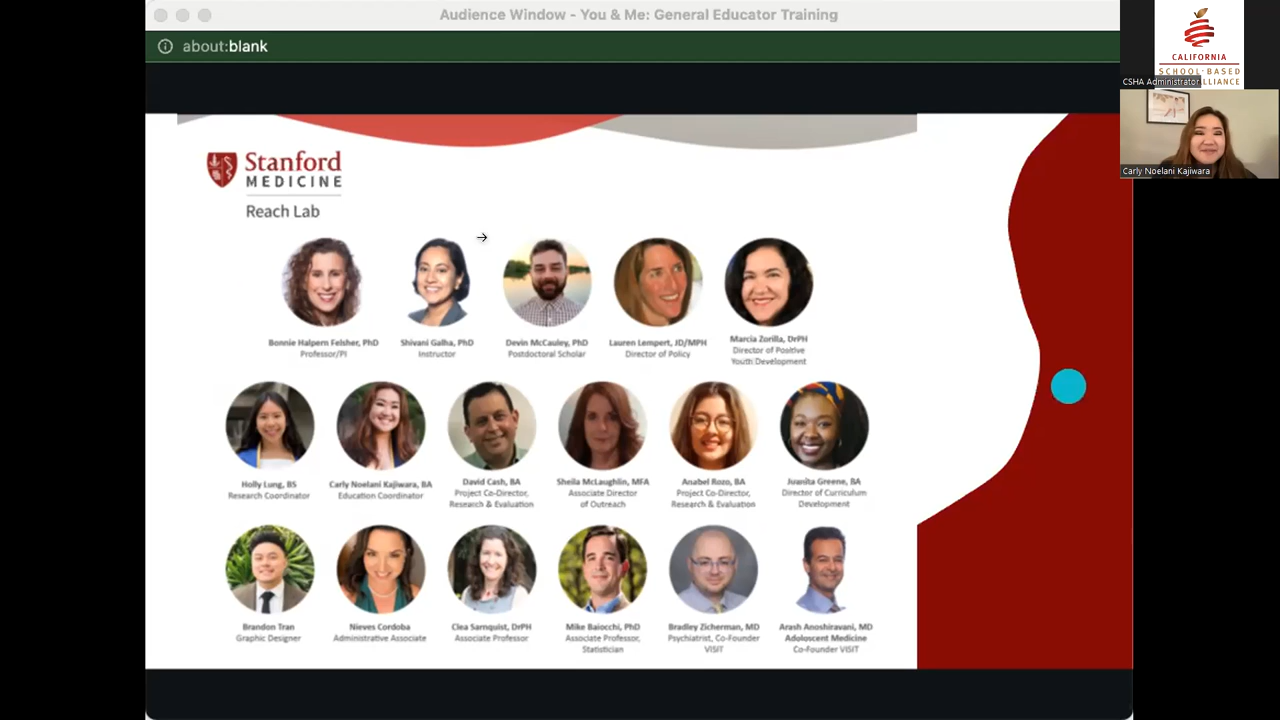 Audience Window - You & Me: General Educator Training
about:blank
CALIFORNIA
SCHOOL-BASED
CSHA Administrator
LLIANCE
Carly Noelani Kajiwara
Stanford
MEDICINE
Reach Lab
Bonnie Halpern Felsher, PhD
Professor/PI
Shivani Galha, PhD
Instructor
Devin McCauley, PhD
Postdoctoral Scholar
Lauren Lempert, JD/MPH
Director of Policy
Marcia Zorilla, DrPH
Director of Positive
Youth Development
Holly Lung, BS
Research Coordinator
Carly Noelani Kajiwara, BA
Education Coordinator
David Cash, BA
Project Co-Director,
Research & Evaluation
Sheila McLaughlin, MFA
Associate Director
of Outreach
Anabel Rozo, BA
Project Co-Director,
Research & Evaluation
Juanita Greene, BA
Director of Curriculum
Development
Brandon Tran
Graphic Designer
Nieves Cordoba
Administrative Associate
Clea Sarnquist, DrPH
Associate Professor
Mike Baiocchi, PhD
Associate Professor,
Statistician
Bradley Zicherman, MD
Psychiatrist, Co-Founder
VISIT
Arash Anoshiravani, MD
Adoloscent Medicine
Co-Founder VISIT